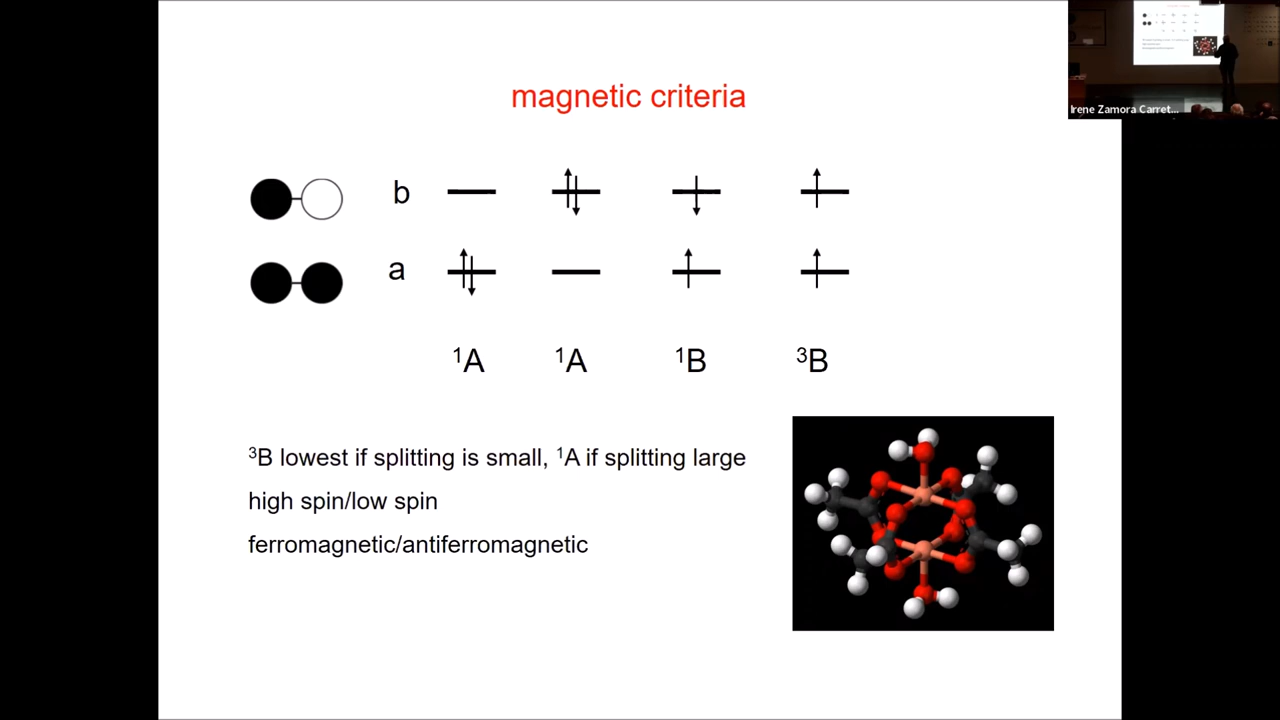 magnetic criteria
Irene Zamora Carret...
b
a
¹A ¹A ¹B ³B
³B lowest if splitting is small, ¹A if splitting large
high spin/low spin
ferromagnetic/antiferromagnetic